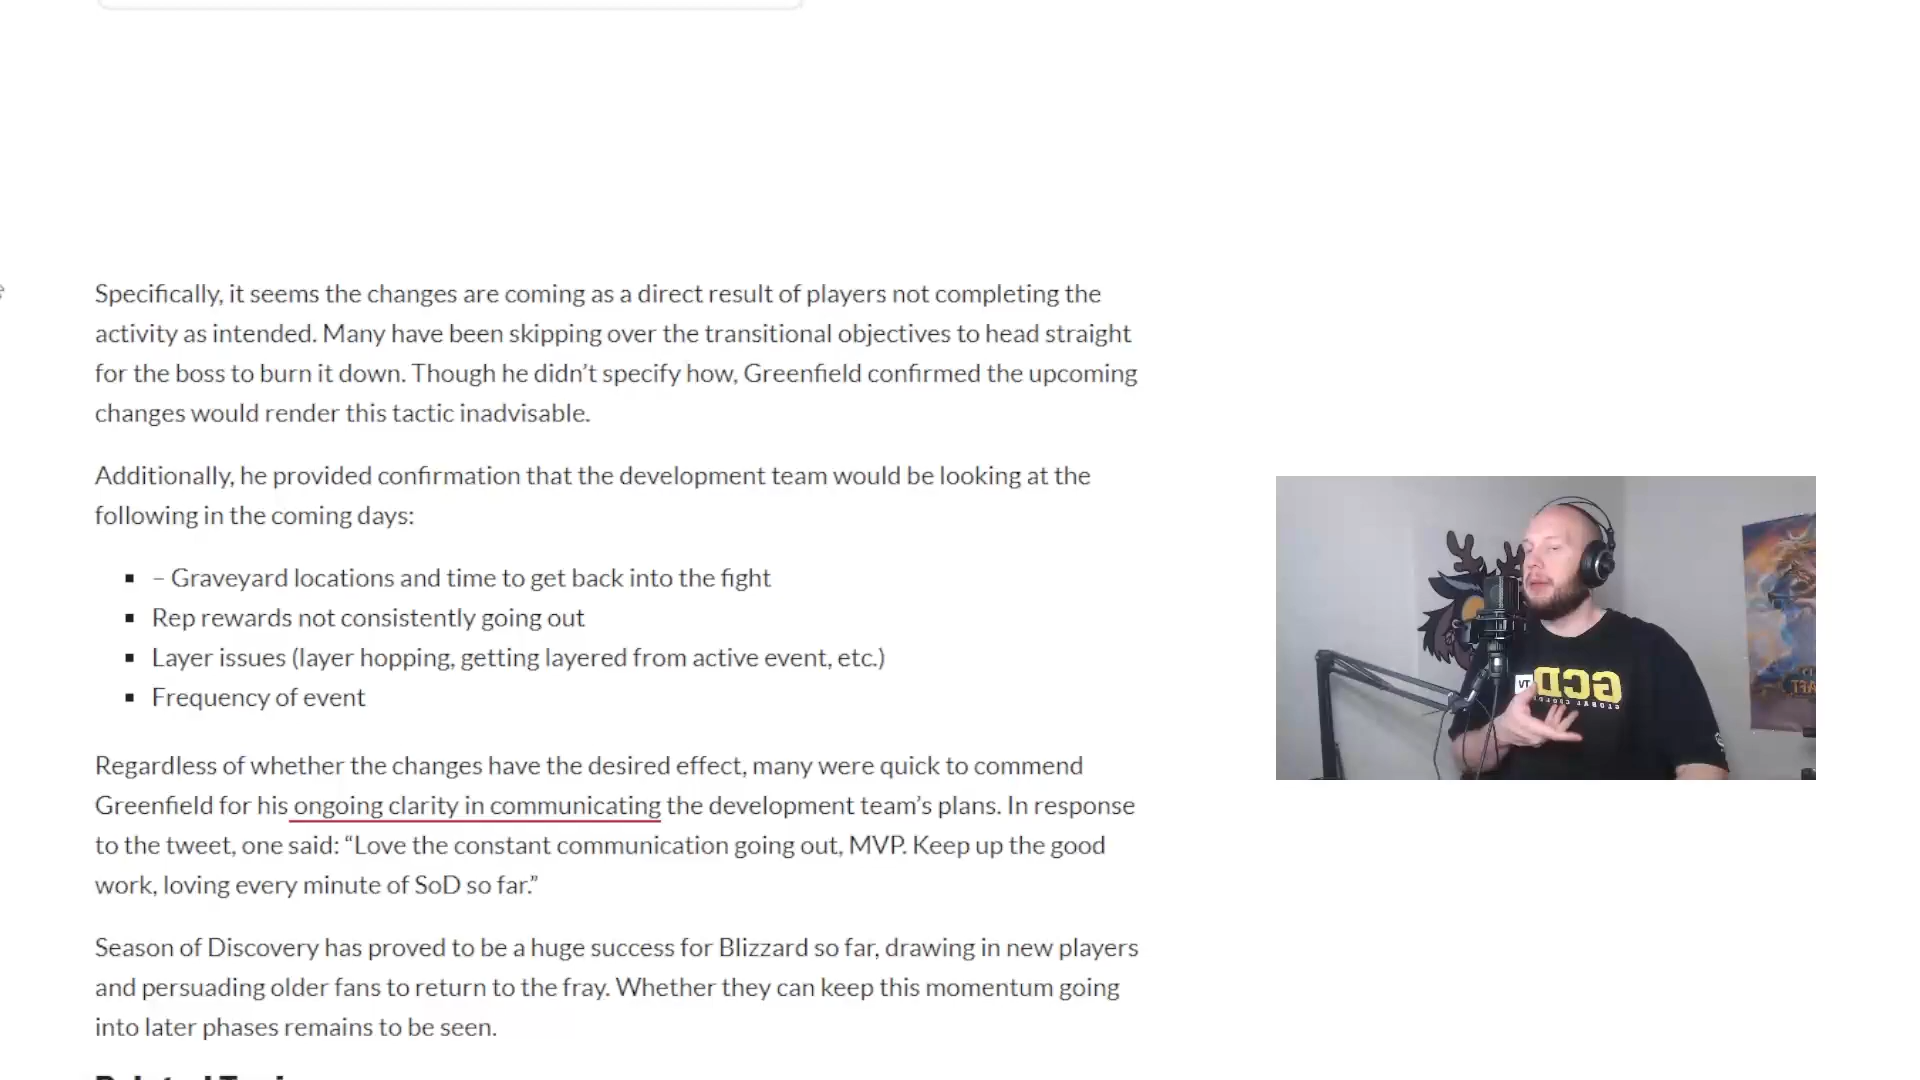 Specifically, it seems the changes are coming as a direct result of players not completing the
activity as intended. Many have been skipping over the transitional objectives to head straight
for the boss to burn it down. Though he didn’t specify how, Greenfield confirmed the upcoming
changes would render this tactic inadvisable.
Additionally, he provided confirmation that the development team would be looking at the
following in the coming days:
▪ – Graveyard locations and time to get back into the fight
▪ Rep rewards not consistently going out
▪ Layer issues (layer hopping, getting layered from active event, etc.)
▪ Frequency of event
Regardless of whether the changes have the desired effect, many were quick to commend
Greenfield for his ongoing clarity in communicating the development team’s plans. In response
to the tweet, one said: “Love the constant communication going out, MVP. Keep up the good
work, loving every minute of SoD so far.”
Season of Discovery has proved to be a huge success for Blizzard so far, drawing in new players
and persuading older fans to return to the fray. Whether they can keep this momentum going
into later phases remains to be seen.
GCD
TV